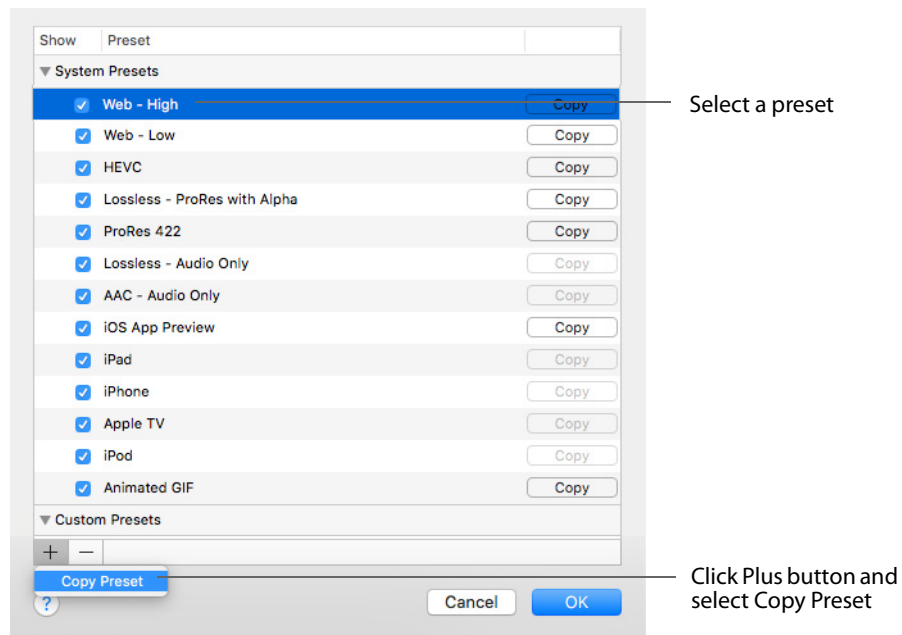 Show Preset
▼ System Presets
Web - High Copy Select a preset
Web - Low Copy
HEVC Copy
Lossless - ProRes with Alpha Copy
ProRes 422 Copy
Lossless - Audio Only Copy
AAC - Audio Only Copy
iOS App Preview Copy
iPad Copy
iPhone Copy
Apple TV Copy
iPod Copy
Animated GIF Copy
▼ Custom Presets
+ −
Copy Preset
? Cancel OK
Click Plus button and
select Copy Preset